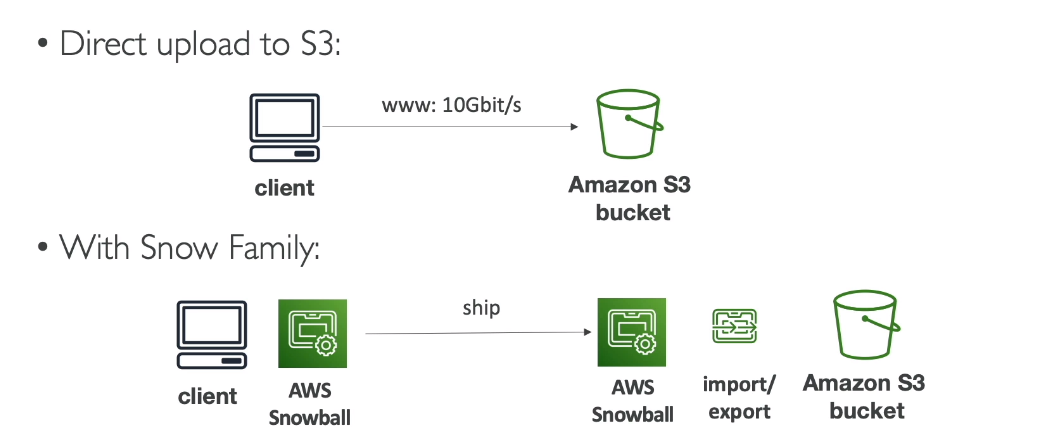 • Direct upload to S3:
www: 10Gbit/s
client
Amazon S3
bucket
• With Snow Family:
ship
client
AWS
Snowball
AWS
Snowball
import/
export
Amazon S3
bucket